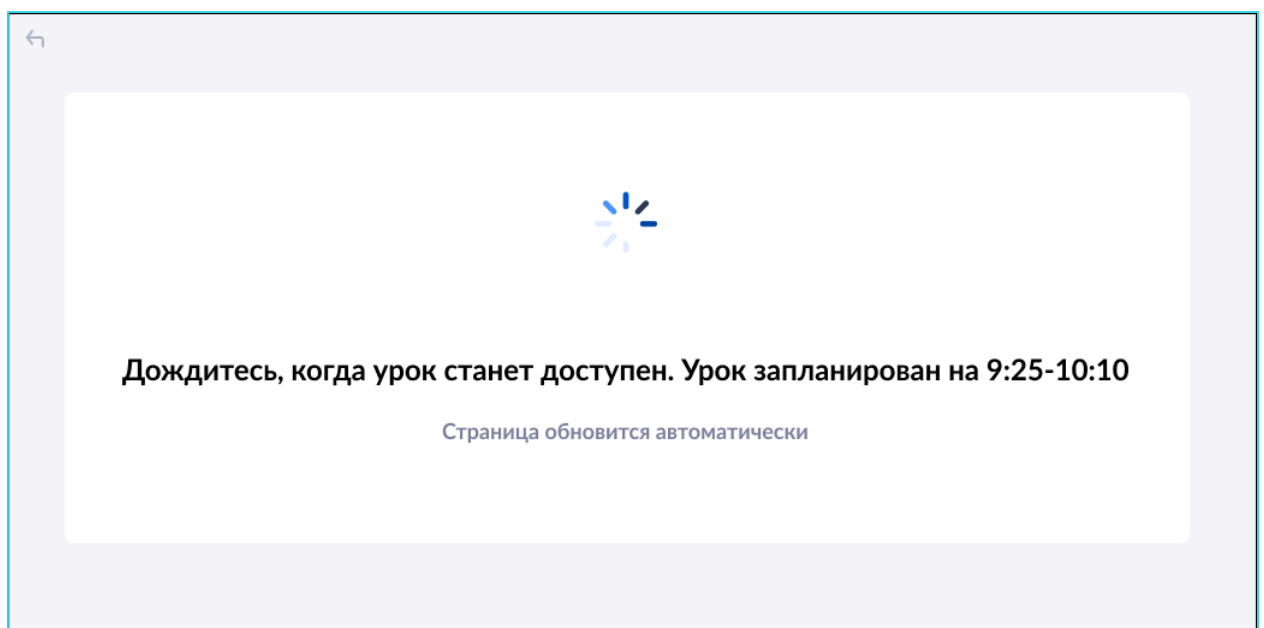 Дождитесь, когда урок станет доступен. Урок запланирован на 9:25-10:10
Страница обновится автоматически